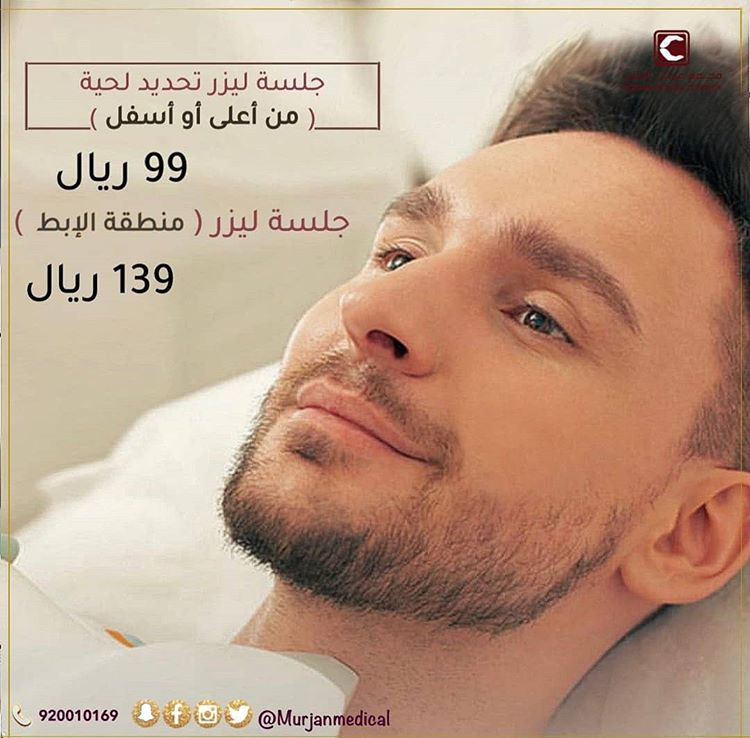 جلسة ليزر تحديد لحية
( من أعلى أو أسفل )
99 ريال
جلسة ليزر ( منطقة الإبط )
139 ريال
920010169
@Murjanmedical